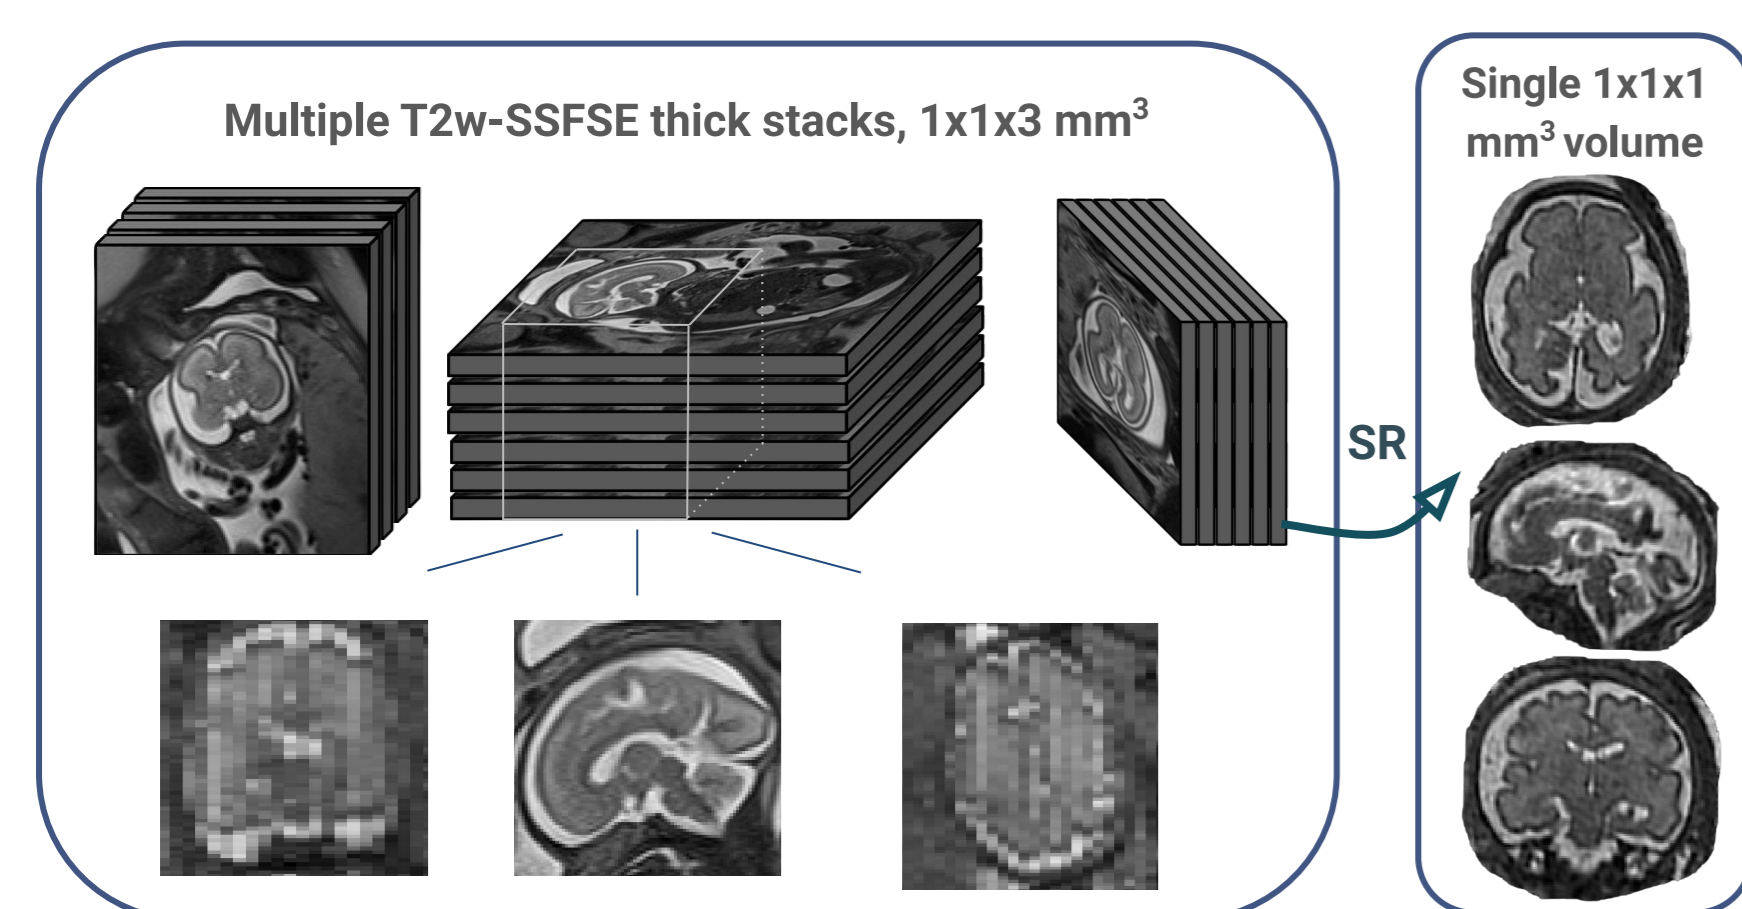 Multiple T2w-SSFSE thick stacks, 1x1x3 mm³
Single 1x1x1
mm³ volume
SR